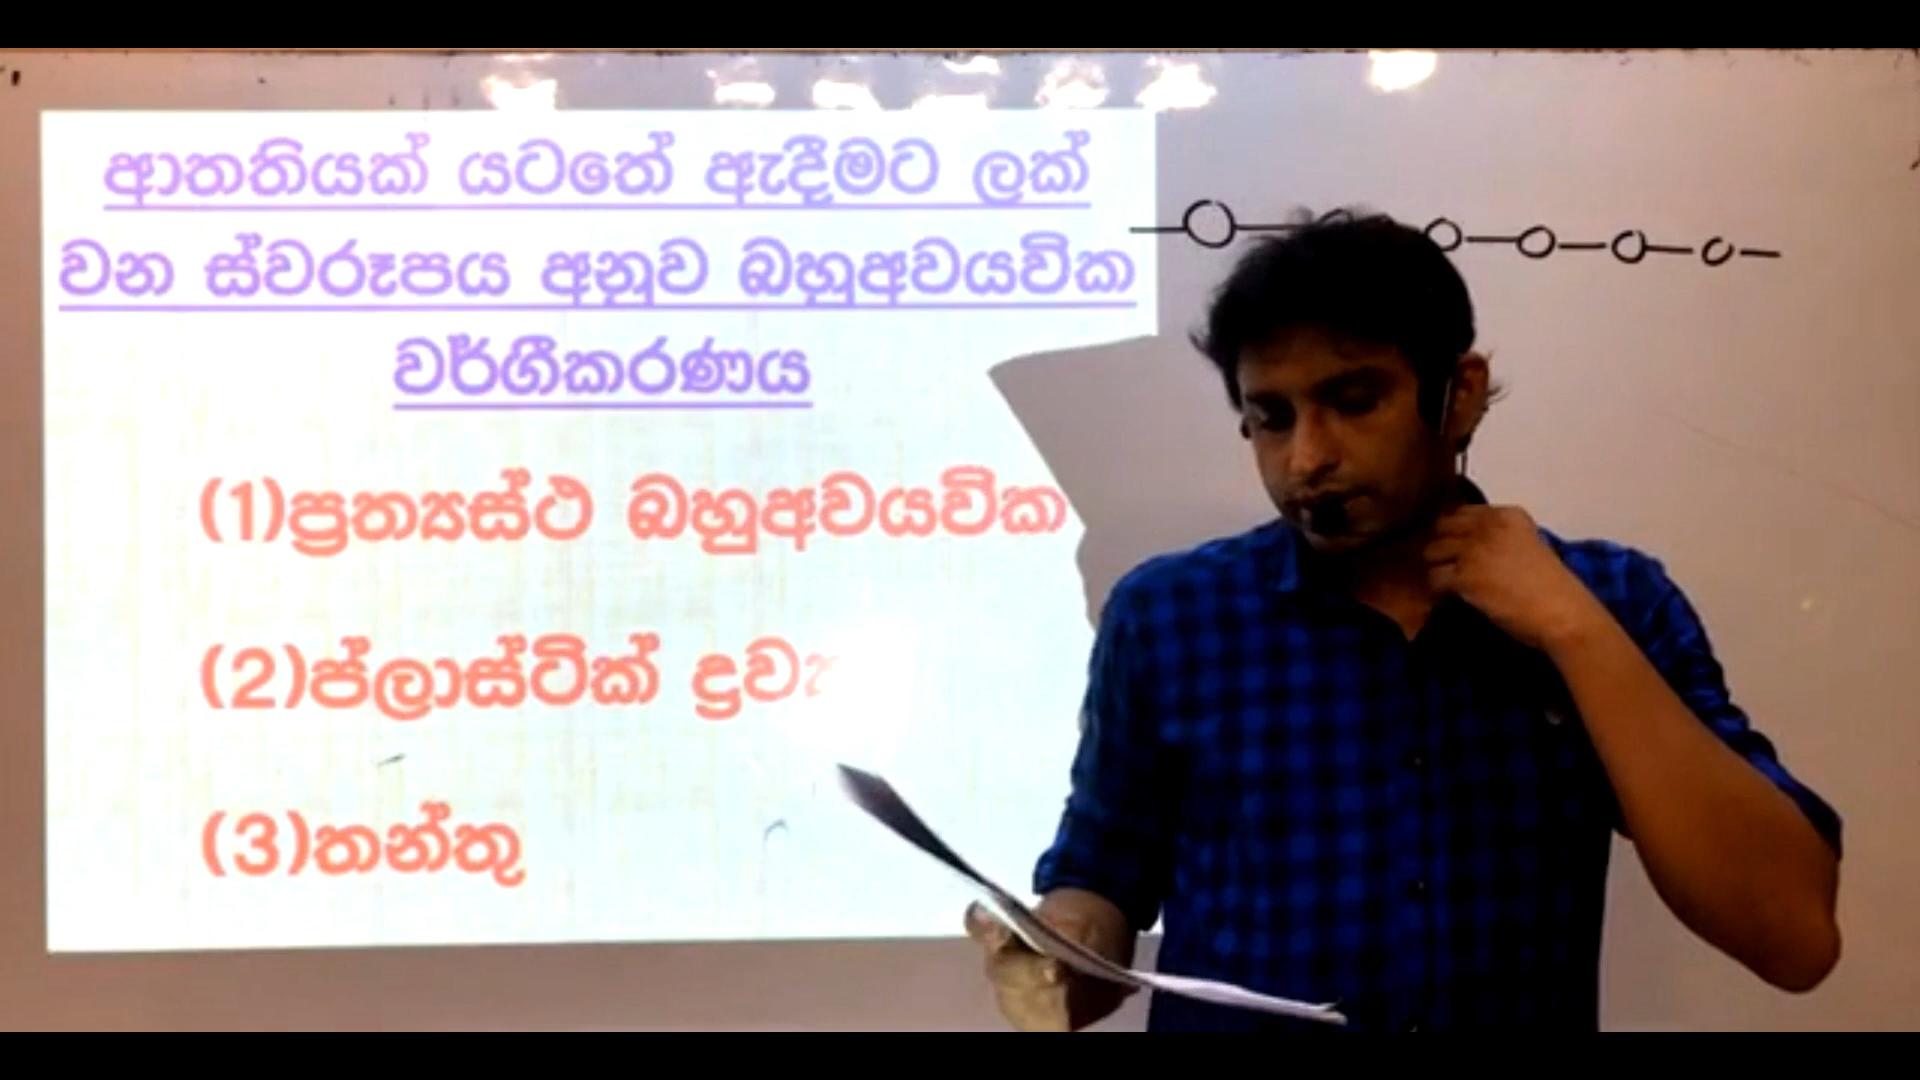 ආතතියක් යටතේ ඇදීමට ලක්
වන ස්වරූපය අනුව බහුඅවයවික
වර්ගීකරණය
(1)ප්‍රත්‍යස්ථ බහුඅවයවික
(2)ප්ලාස්ටික්
(3)තන්තු